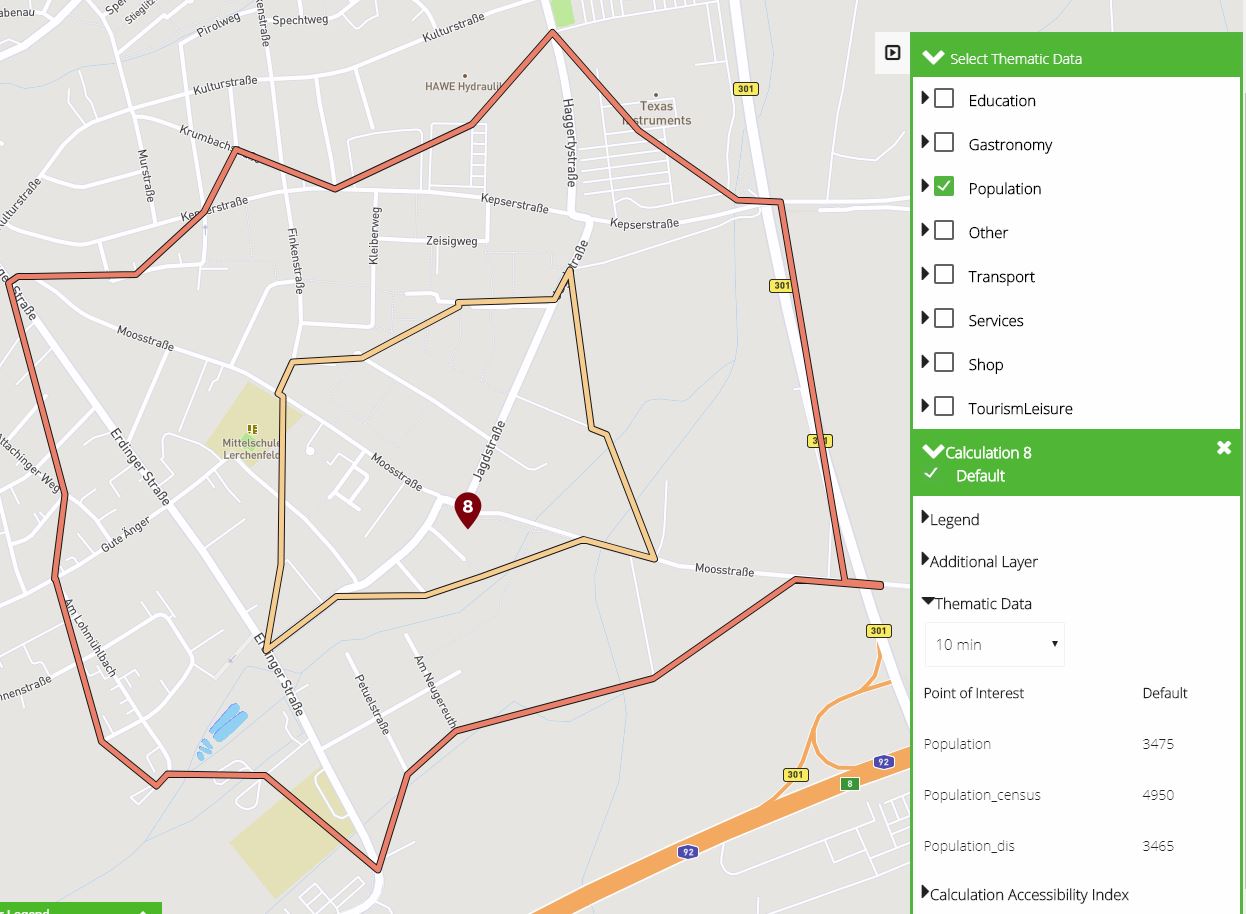 Spechtweg
Pirolweg
Kulturstraße
HAWE Hydraulik
301
Texas
Instruments
Kulturstraße
Haggertystraße
Murstraße
Kulturstraße
Kepserstraße
Kepserstraße
Kepserstraße
Kleiberweg
Zeisigweg
Finkenstraße
301
Moosstraße
Mittelschule
Lerchenfeld
301
Erdinger Straße
Jagdstraße
Moosstraße
Attachinger Weg
8
Gute Änger
Moosstraße
301
Am Lohmühlbach
Erdinger Straße
Petuelstraße
Am Neugereuth
301
92
8
92
Select Thematic Data
Education
Gastronomy
Population
Other
Transport
Services
Shop
TourismLeisure
Calculation 8
Default
Legend
Additional Layer
Thematic Data
10 min
Point of Interest Default
Population 3475
Population_census 4950
Population_dis 3465
Calculation Accessibility Index
Legend